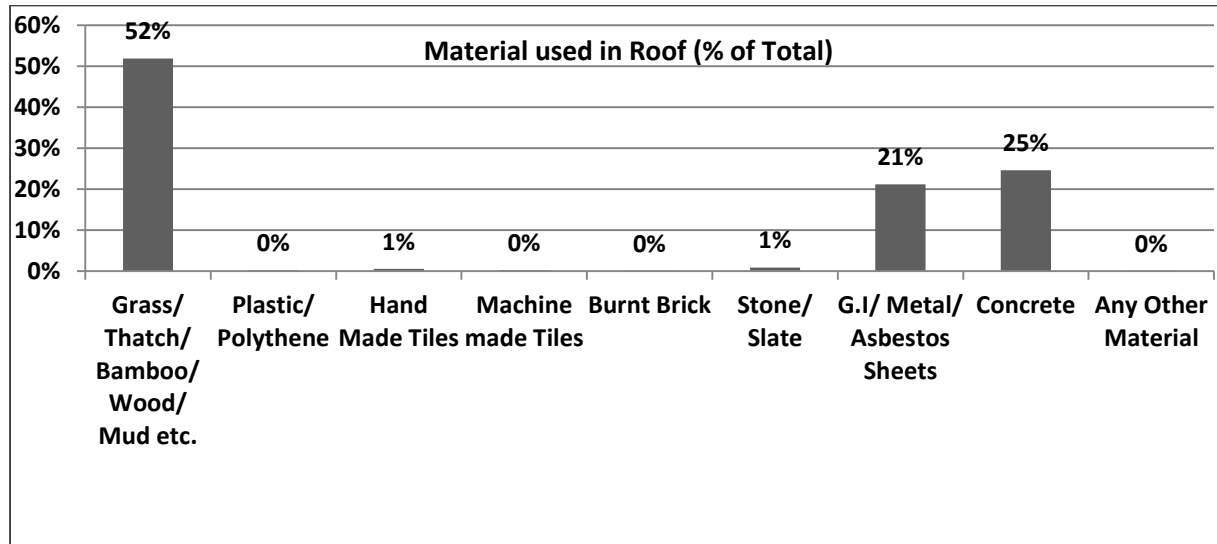 Material used in Roof (% of Total)
60%
50%
40%
30%
20%
10%
0%
52%
0%
1%
0%
0%
1%
21%
25%
0%
Grass/
Thatch/
Bamboo/
Wood/
Mud etc.
Plastic/
Polythene
Hand
Made Tiles
Machine
made Tiles
Burnt Brick
Stone/
Slate
G.I/ Metal/
Asbestos
Sheets
Concrete
Any Other
Material